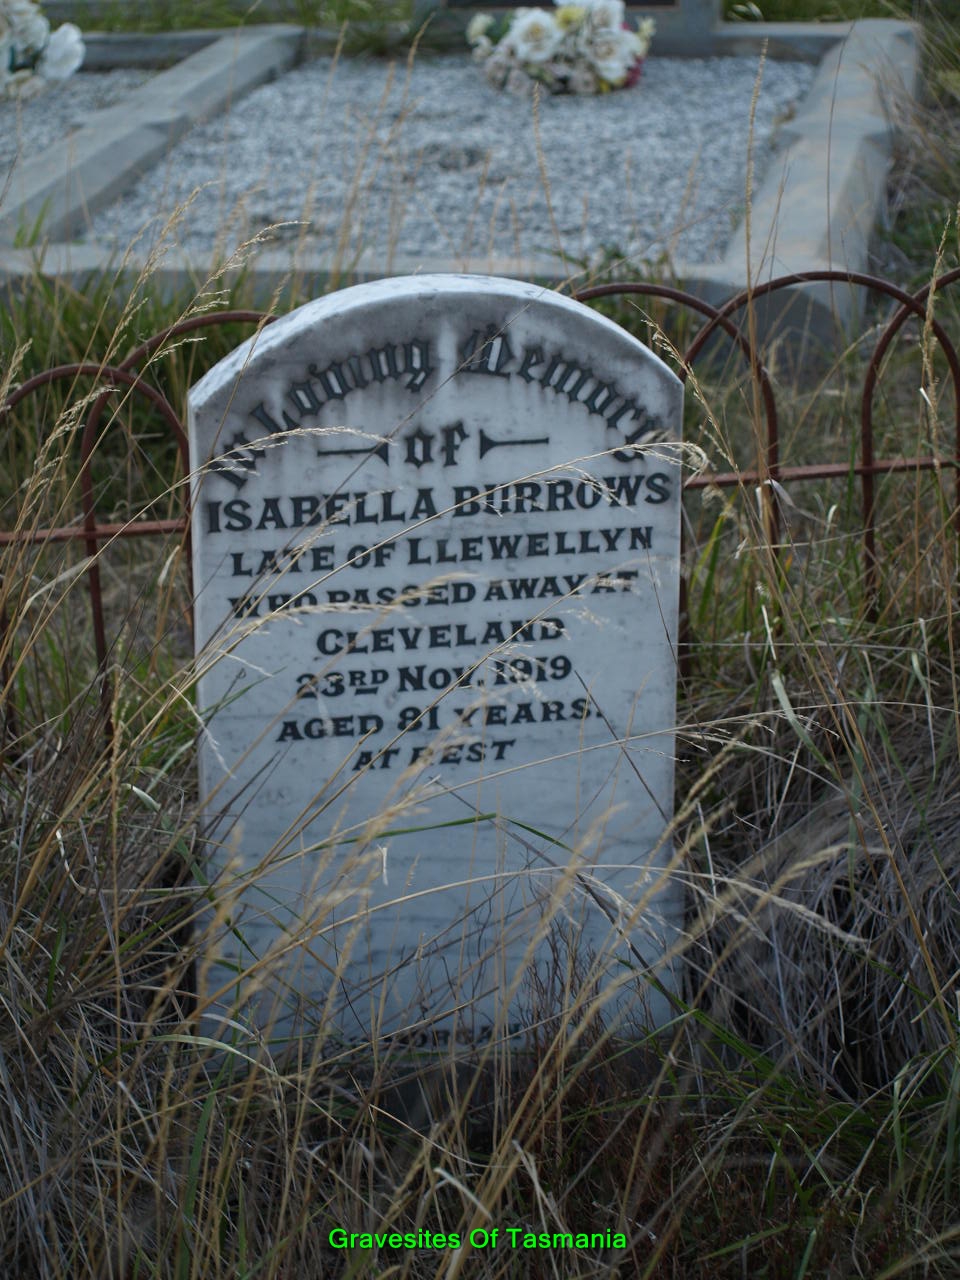 In Loving Memory
of
ISABELLA BURROWS
LATE OF LLEWELLYN
WHO PASSED AWAY AT
CLEVELAND
23RD NOV. 1919
AGED 81 YEARS.
AT REST
Gravesites Of Tasmania